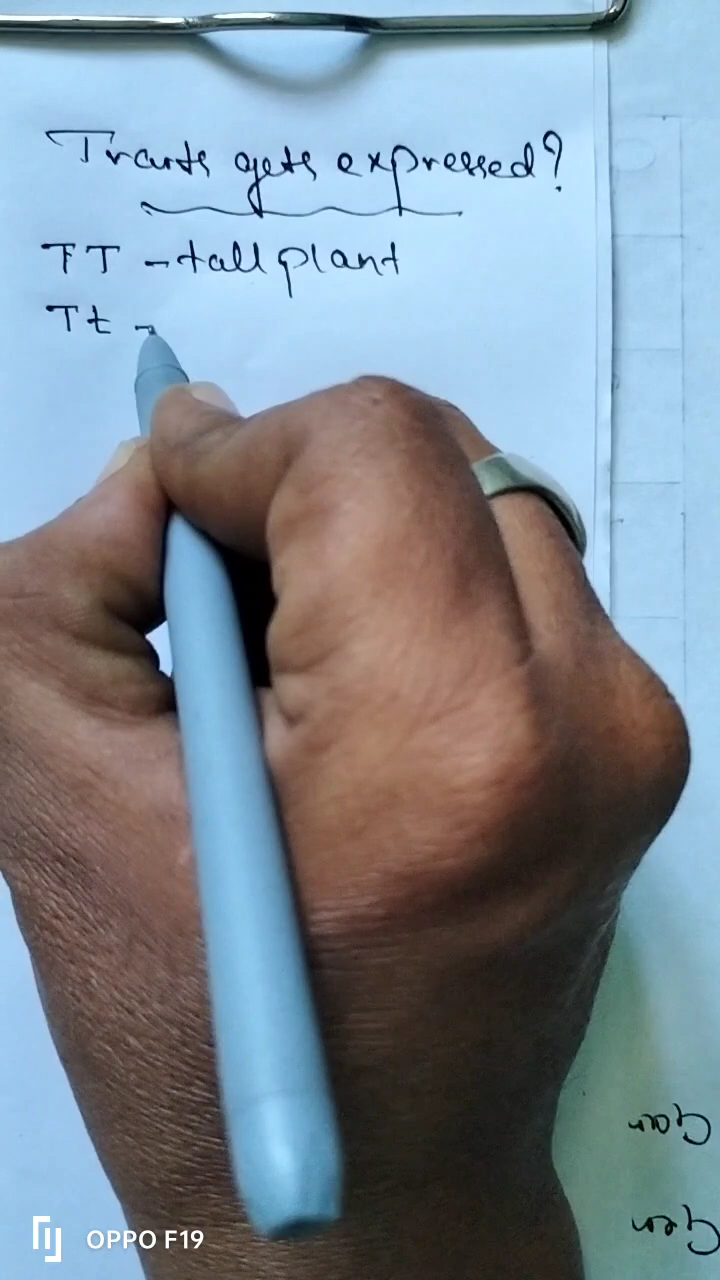 Traits gets expressed?
TT - tall plant
Tt -
OPPO F19